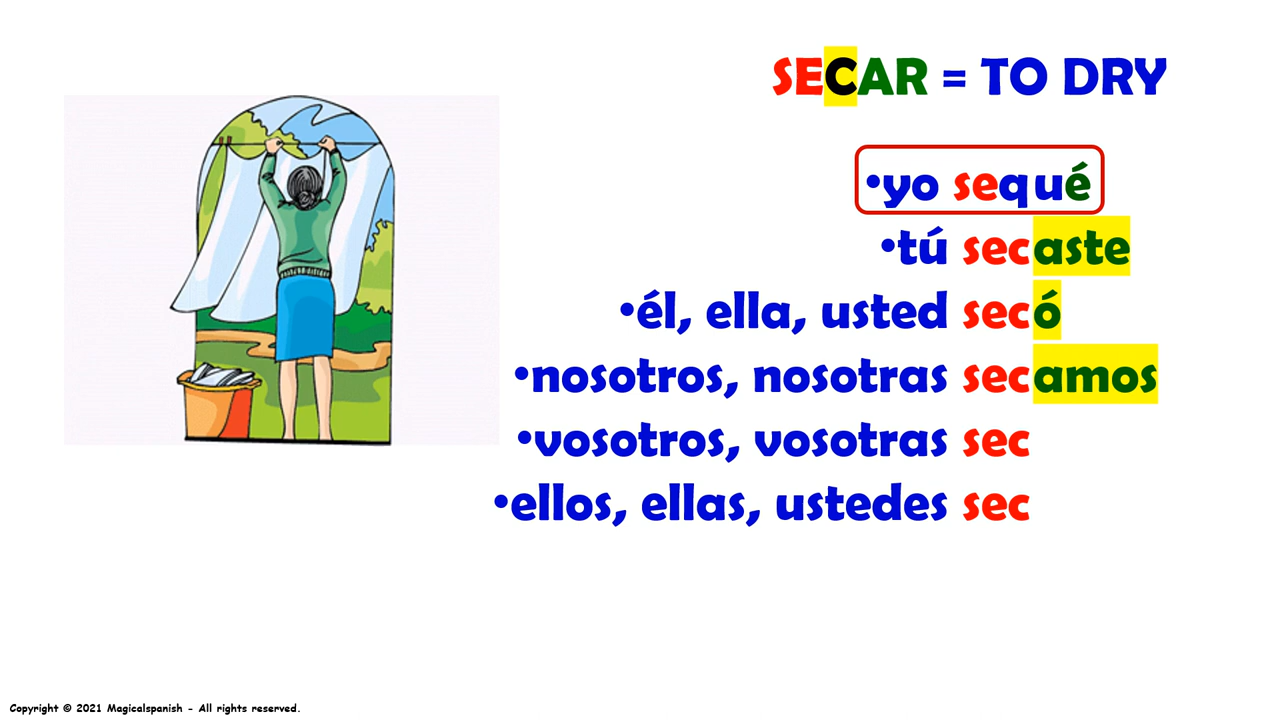 SECAR = TO DRY
•yo sequé
•tú secaste
•él, ella, usted secó
•nosotros, nosotras secamos
•vosotros, vosotras sec
•ellos, ellas, ustedes sec
Copyright © 2021 Magicalspanish - All rights reserved.